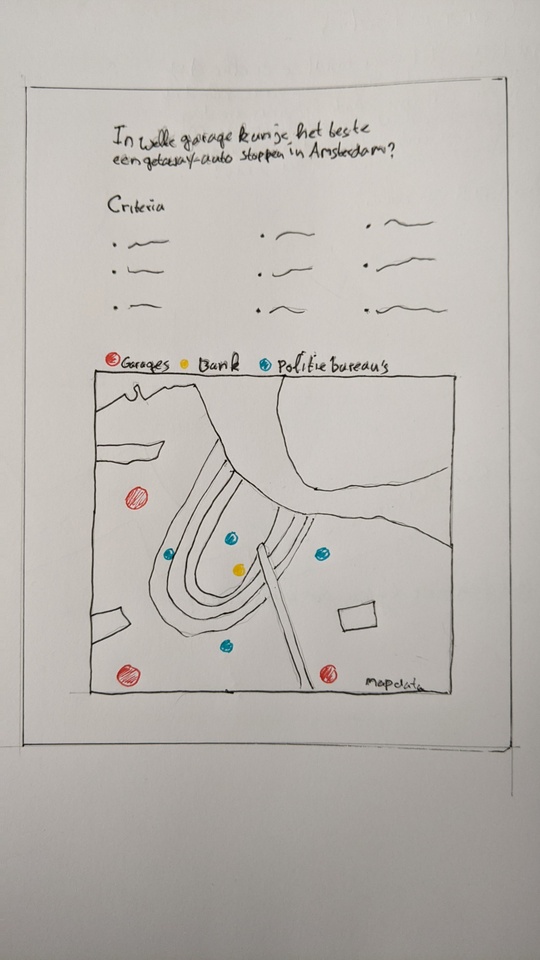 In welke garage kun je het beste
een getaway-auto stoppen in Amsterdam?
Criteria
Garages Bank Politie bureau's
mapdata